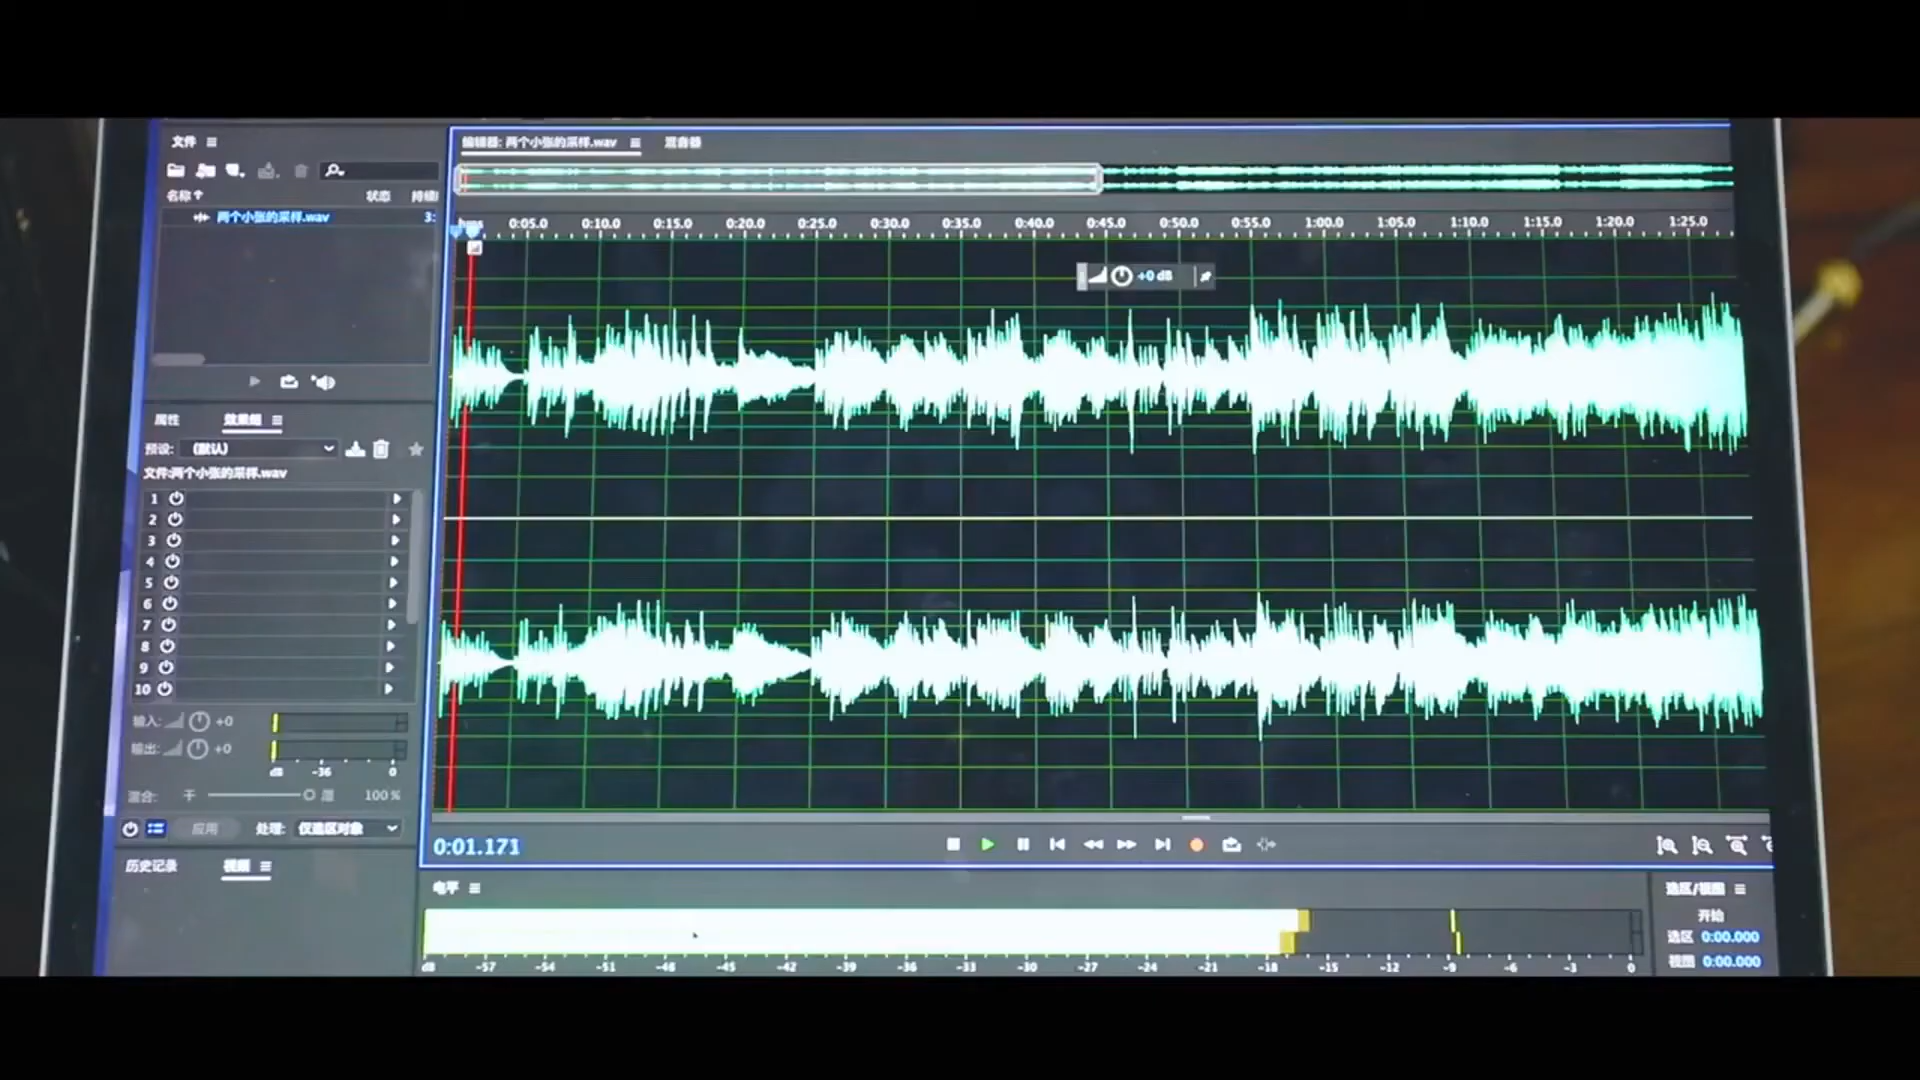 文件
名称↑ 状态 持续
两个小张的采样.wav 3:
属性 效果组
预设: (默认)
文件:两个小张的采样.wav
1
2
3
4
5
6
7
8
9
10
输入: +0
输出: +0
dB -36 0
混合: 干 湿 100 %
应用 处理: 仅选区对象
历史记录 视频
编辑器: 两个小张的采样.wav 混音器
hms 0:05.0 0:10.0 0:15.0 0:20.0 0:25.0 0:30.0 0:35.0 0:40.0 0:45.0 0:50.0 0:55.0 1:00.0 1:05.0 1:10.0 1:15.0 1:20.0 1:25.0
+0 dB
0:01.171
电平
dB -57 -54 -51 -48 -45 -42 -39 -36 -33 -30 -27 -24 -21 -18 -15 -12 -9 -6 -3 0
选区/视图
开始
选区 0:00.000
视图 0:00.000